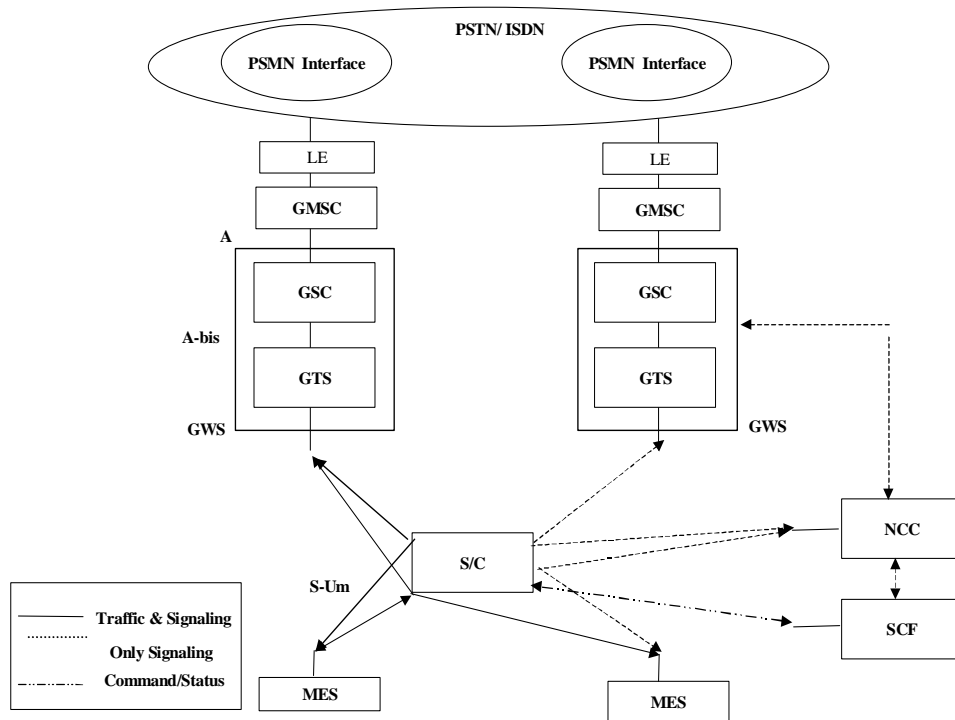 PSTN/ ISDN
PSMN Interface
PSMN Interface
LE
LE
GMSC
GMSC
A
GSC
GSC
A-bis
GTS
GTS
GWS
GWS
NCC
S/C
S-Um
Traffic & Signaling
Only Signaling
Command/Status
SCF
MES
MES